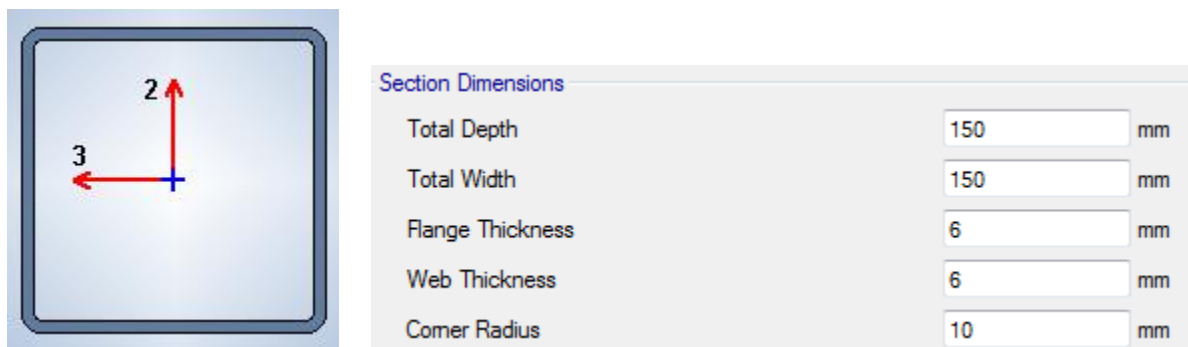 2
3
Section Dimensions
Total Depth 150 mm
Total Width 150 mm
Flange Thickness 6 mm
Web Thickness 6 mm
Corner Radius 10 mm